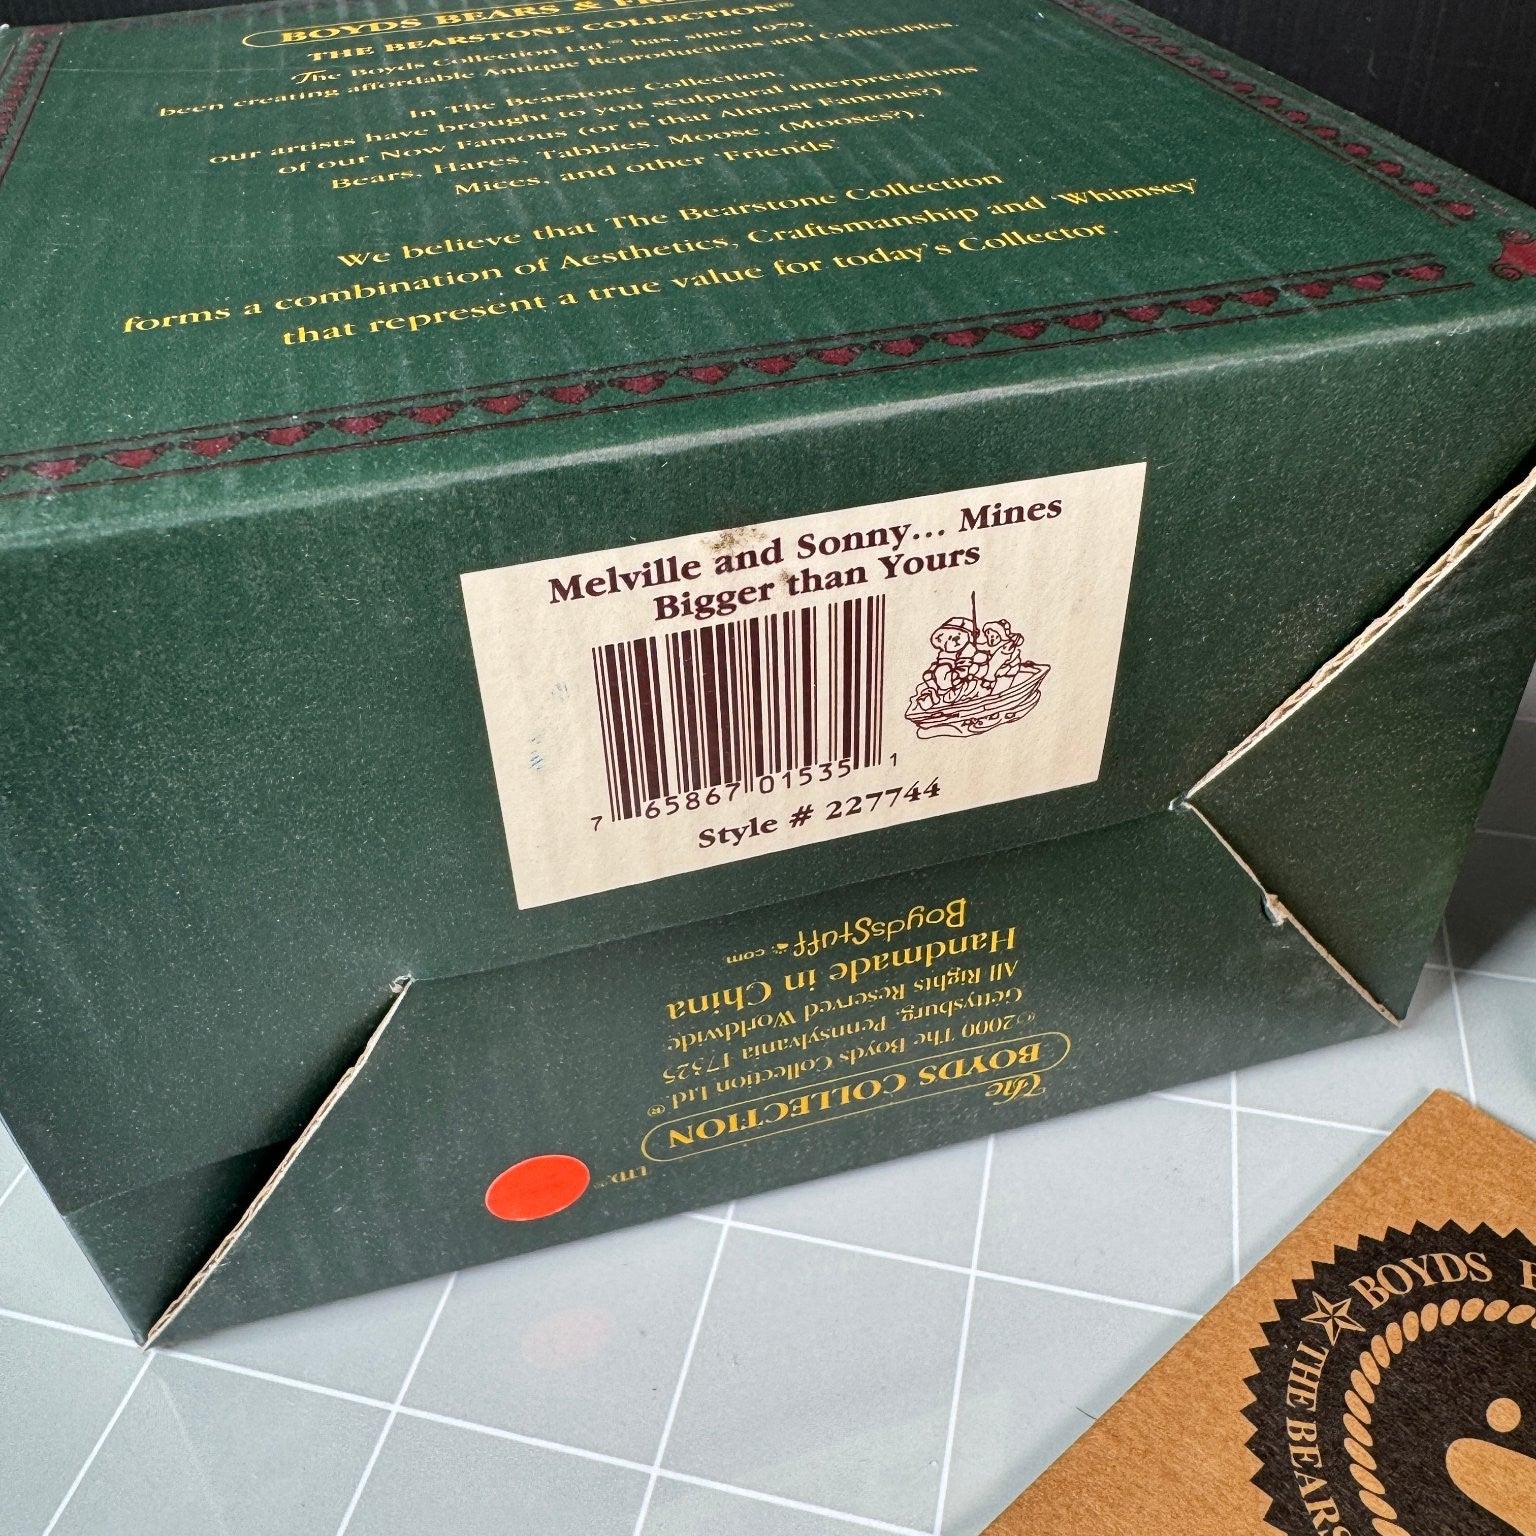 BOYDS BEARS &
THE BEARSTONE COLLECTION®
The Boyds Collection Ltd.® has, since 1979,
been creating affordable Antique Reproductions and Collectables.
In The Bearstone Collection,
our artists have brought to you sculptural interpretations
of our Now Famous (or is that Almost Famous?)
Bears, Hares, Tabbies, Moose, (Mooses?),
Mices, and other 'Friends'
We believe that The Bearstone Collection
forms a combination of Aesthetics, Craftsmanship and 'Whimsey'
that represent a true value for today's Collector.
Melville and Sonny... Mines
Bigger than Yours
7 65867 01535 1
Style # 227744
The
BOYDS COLLECTION
LTD.®
©2000 The Boyds Collection Ltd.®
Gettysburg, Pennsylvania 17325
All Rights Reserved Worldwide
Handmade in China
BoydsStuff.com
BOYDS
THE BEARS